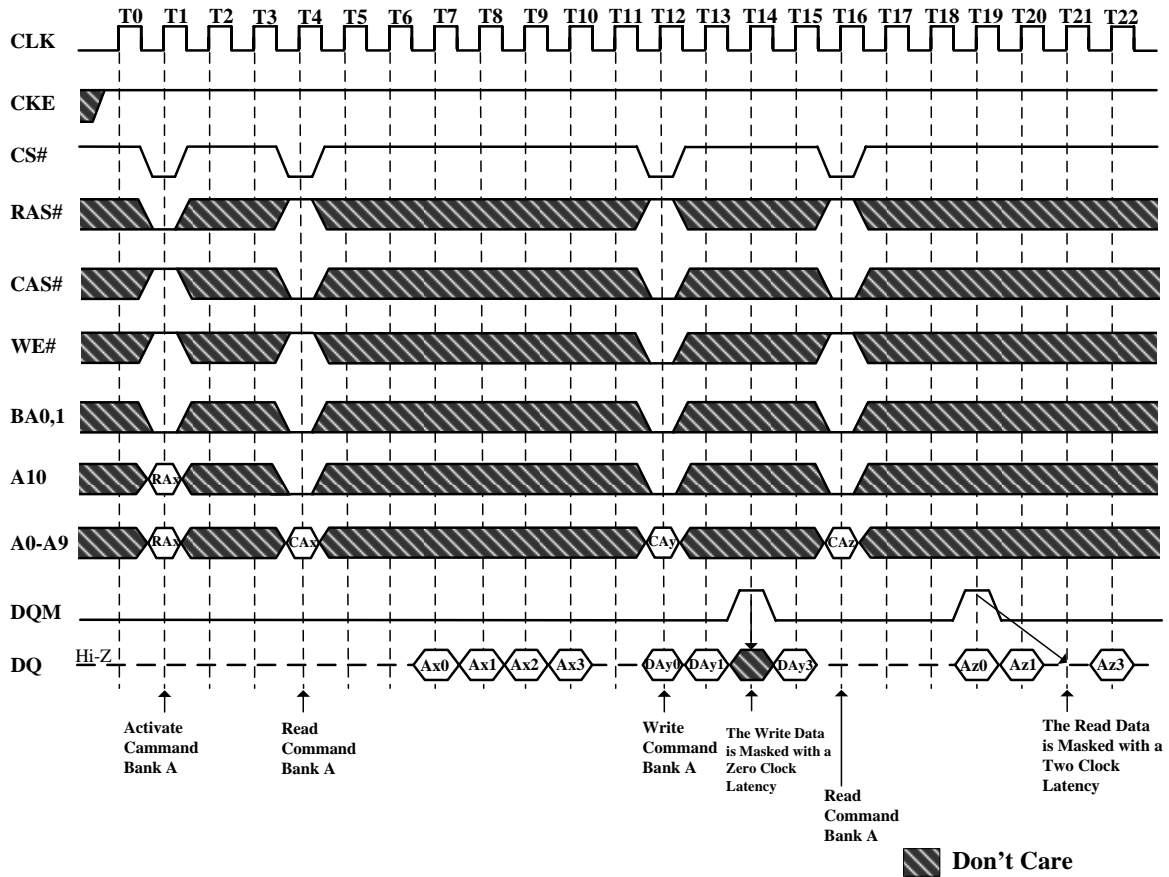 T0 T1 T2 T3 T4 T5 T6 T7 T8 T9 T10 T11 T12 T13 T14 T15 T16 T17 T18 T19 T20 T21 T22
CLK
CKE
CS#
RAS#
CAS#
WE#
BA0,1
A10 RAx
A0-A9 RAx CAx CAy CAz
DQM
DQ Hi-Z Ax0 Ax1 Ax2 Ax3 DAy0 DAy1 DAy3 Az0 Az1 Az3
Activate
Cammand
Bank A
Read
Command
Bank A
Write
Command
Bank A
The Write Data
is Masked with a
Zero Clock
Latency
Read
Command
Bank A
The Read Data
is Masked with a
Two Clock
Latency
Don't Care